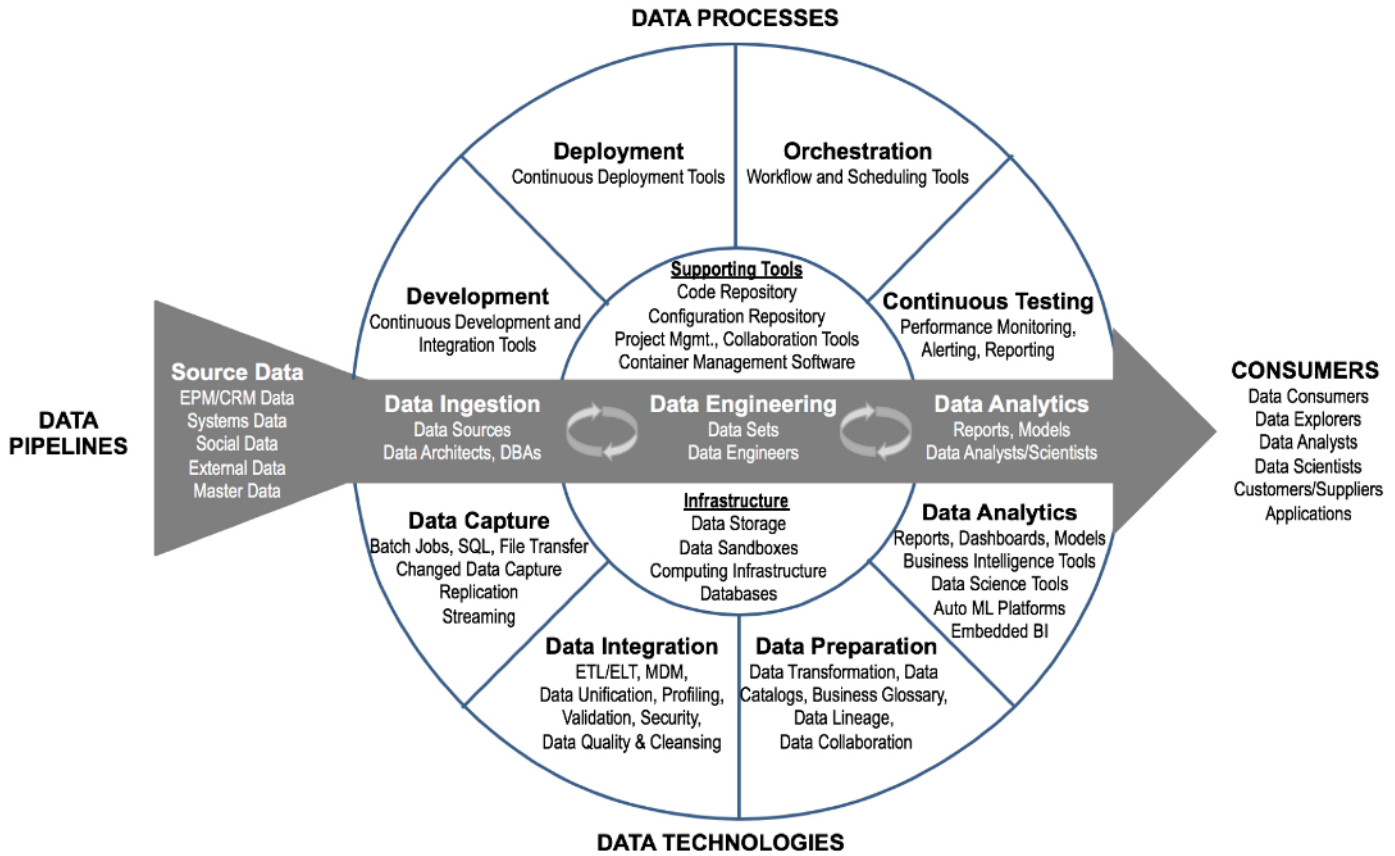 DATA PROCESSES
Deployment
Continuous Deployment Tools
Orchestration
Workflow and Scheduling Tools
Development
Continuous Development and
Integration Tools
Supporting Tools
Code Repository
Configuration Repository
Project Mgmt., Collaboration Tools
Container Management Software
Continuous Testing
Performance Monitoring,
Alerting, Reporting
DATA
PIPELINES
Source Data
EPM/CRM Data
Systems Data
Social Data
External Data
Master Data
Data Ingestion
Data Sources
Data Architects, DBAs
Data Engineering
Data Sets
Data Engineers
Data Analytics
Reports, Models
Data Analysts/Scientists
CONSUMERS
Data Consumers
Data Explorers
Data Analysts
Data Scientists
Customers/Suppliers
Applications
Data Capture
Batch Jobs, SQL, File Transfer
Changed Data Capture
Replication
Streaming
Infrastructure
Data Storage
Data Sandboxes
Computing Infrastructure
Databases
Data Analytics
Reports, Dashboards, Models
Business Intelligence Tools
Data Science Tools
Auto ML Platforms
Embedded BI
Data Integration
ETL/ELT, MDM,
Data Unification, Profiling,
Validation, Security,
Data Quality & Cleansing
Data Preparation
Data Transformation, Data
Catalogs, Business Glossary,
Data Lineage,
Data Collaboration
DATA TECHNOLOGIES